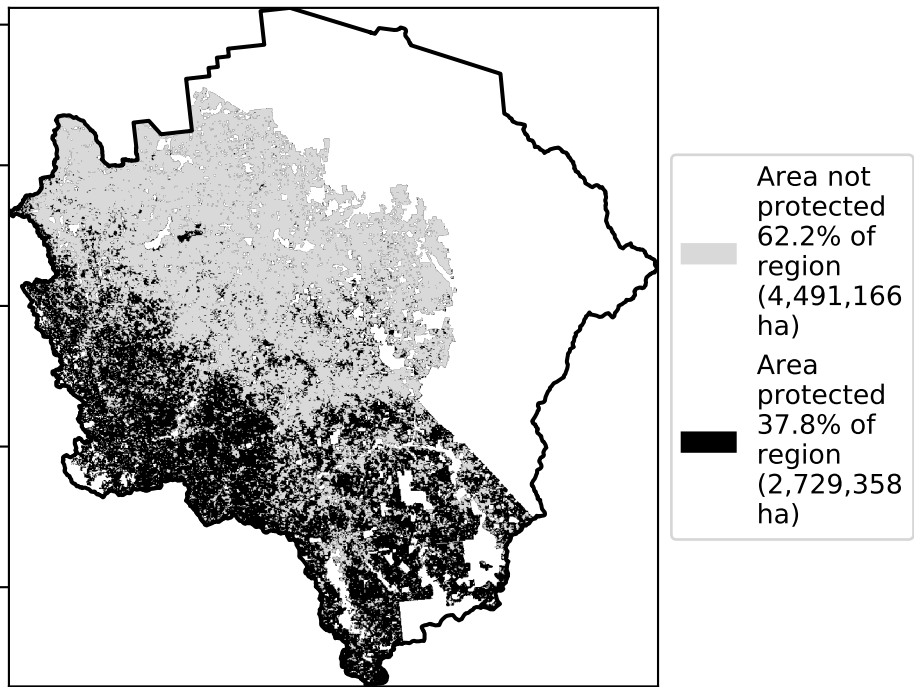 Area not
protected
62.2% of
region
(4,491,166
ha)
Area
protected
37.8% of
region
(2,729,358
ha)